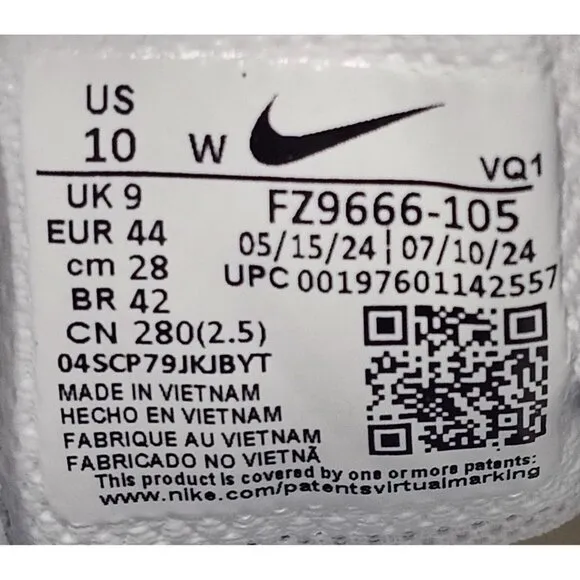 US
10 W
VQ1
UK 9
EUR 44
cm 28
BR 42
CN 280(2.5)
FZ9666-105
05/15/24 | 07/10/24
UPC 00197601142557
04SCP79JKJBYT
MADE IN VIETNAM
HECHO EN VIETNAM
FABRIQUE AU VIETNAM
FABRICADO NO VIETNÃ
This product is covered by one or more patents:
www.nike.com/patentsvirtualmarking